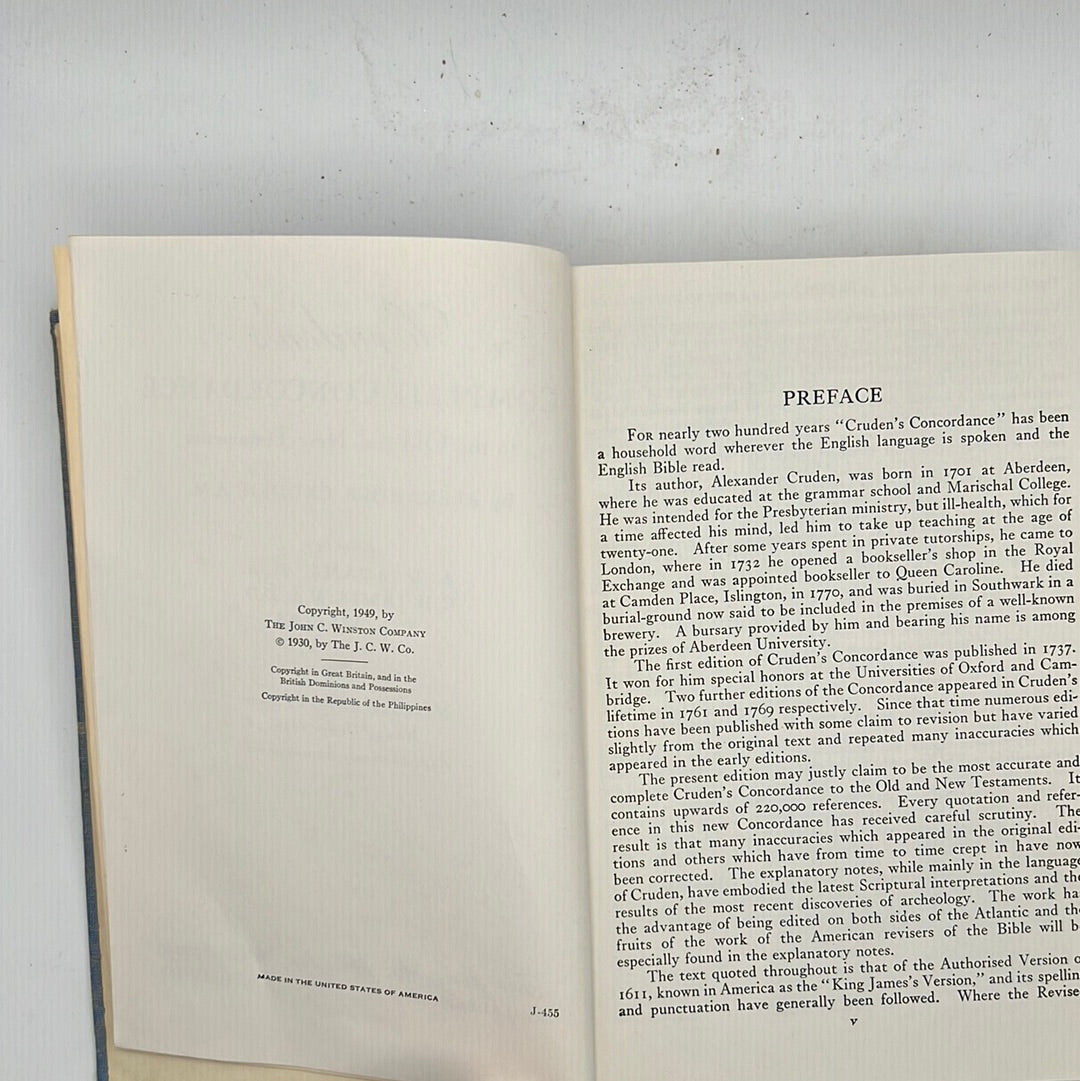 Copyright, 1949, by
THE JOHN C. WINSTON COMPANY
© 1930, by The J. C. W. Co.
Copyright in Great Britain, and in the
British Dominions and Possessions
Copyright in the Republic of the Philippines
MADE IN THE UNITED STATES OF AMERICA
J-455
PREFACE
FOR nearly two hundred years "Cruden's Concordance" has been
a household word wherever the English language is spoken and the
English Bible read.
Its author, Alexander Cruden, was born in 1701 at Aberdeen,
where he was educated at the grammar school and Marischal College.
He was intended for the Presbyterian ministry, but ill-health, which for
a time affected his mind, led him to take up teaching at the age of
twenty-one. After some years spent in private tutorships, he came to
London, where in 1732 he opened a bookseller's shop in the Royal
Exchange and was appointed bookseller to Queen Caroline. He died
at Camden Place, Islington, in 1770, and was buried in Southwark in a
burial-ground now said to be included in the premises of a well-known
brewery. A bursary provided by him and bearing his name is among
the prizes of Aberdeen University.
The first edition of Cruden's Concordance was published in 1737.
It won for him special honors at the Universities of Oxford and Cam-
bridge. Two further editions of the Concordance appeared in Cruden's
lifetime in 1761 and 1769 respectively. Since that time numerous edi-
tions have been published with some claim to revision but have varied
slightly from the original text and repeated many inaccuracies which
appeared in the early editions.
The present edition may justly claim to be the most accurate and
complete Cruden's Concordance to the Old and New Testaments. It
contains upwards of 220,000 references. Every quotation and refer-
ence in this new Concordance has received careful scrutiny. The
result is that many inaccuracies which appeared in the original edi-
tions and others which have from time to time crept in have now
been corrected. The explanatory notes, while mainly in the language
of Cruden, have embodied the latest Scriptural interpretations and the
results of the most recent discoveries of archeology. The work ha
the advantage of being edited on both sides of the Atlantic and the
fruits of the work of the American revisers of the Bible will b
especially found in the explanatory notes.
The text quoted throughout is that of the Authorised Version o
1611, known in America as the "King James's Version," and its spellin
and punctuation have generally been followed. Where the Revise
v